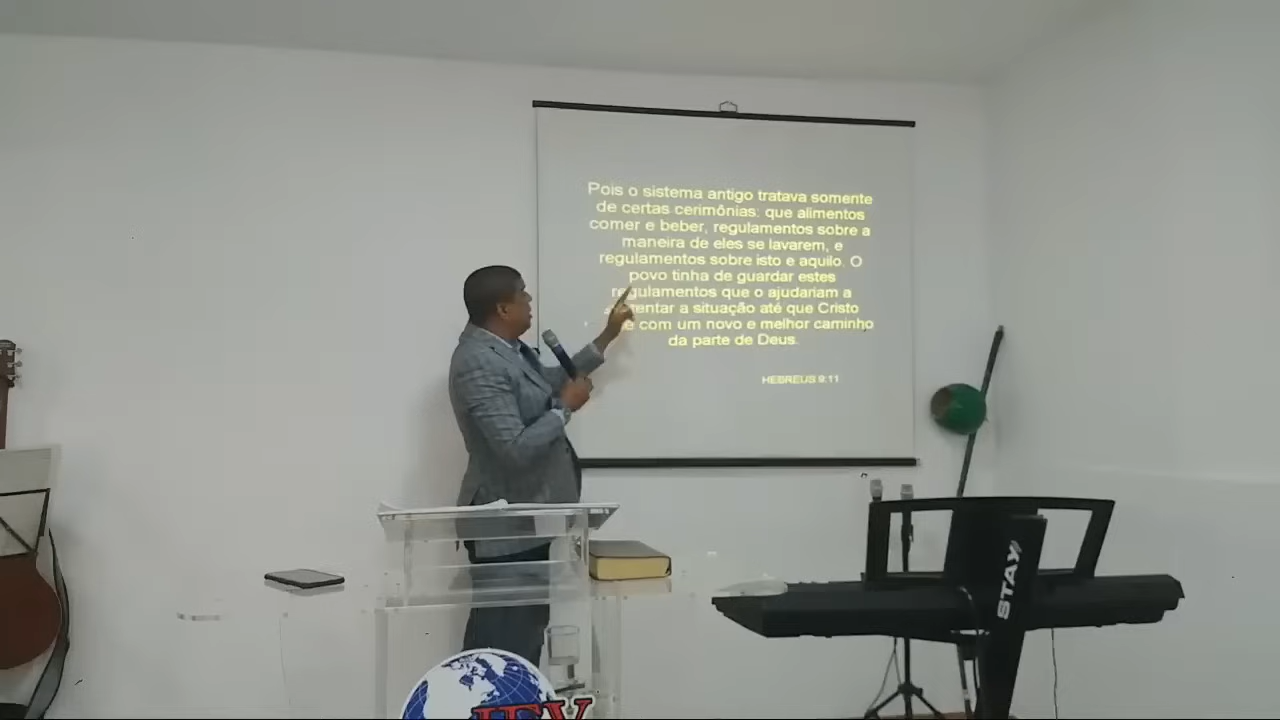 Pois o sistema antigo tratava somente
de certas cerimônias: que alimentos
comer e beber, regulamentos sobre a
maneira de eles se lavarem, e
regulamentos sobre isto e aquilo. O
povo tinha de guardar estes
regulamentos que o ajudariam a
a situação até que Cristo
com um novo e melhor caminho
da parte de Deus.
HEBREUS 9:11
STAY
IEV